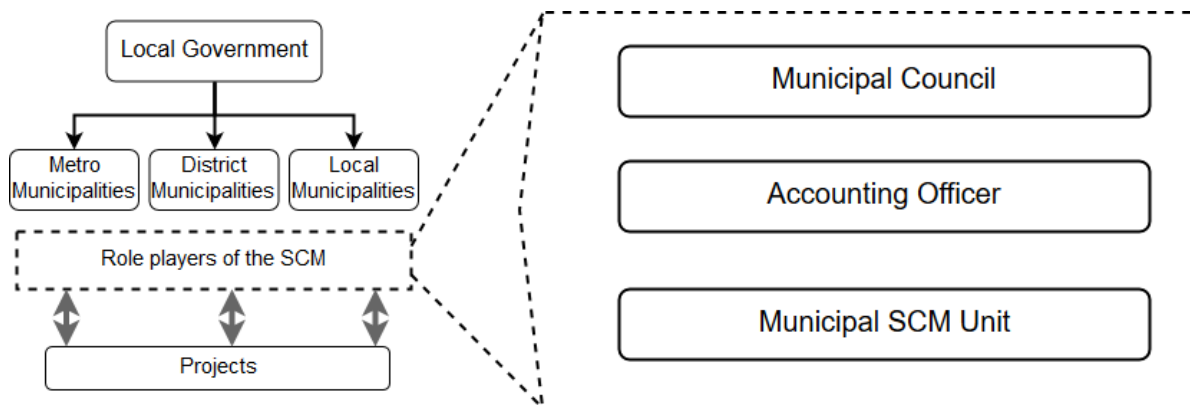 Local Government
Metro
Municipalities
District
Municipalities
Local
Municipalities
Role players of the SCM
Projects
Municipal Council
Accounting Officer
Municipal SCM Unit